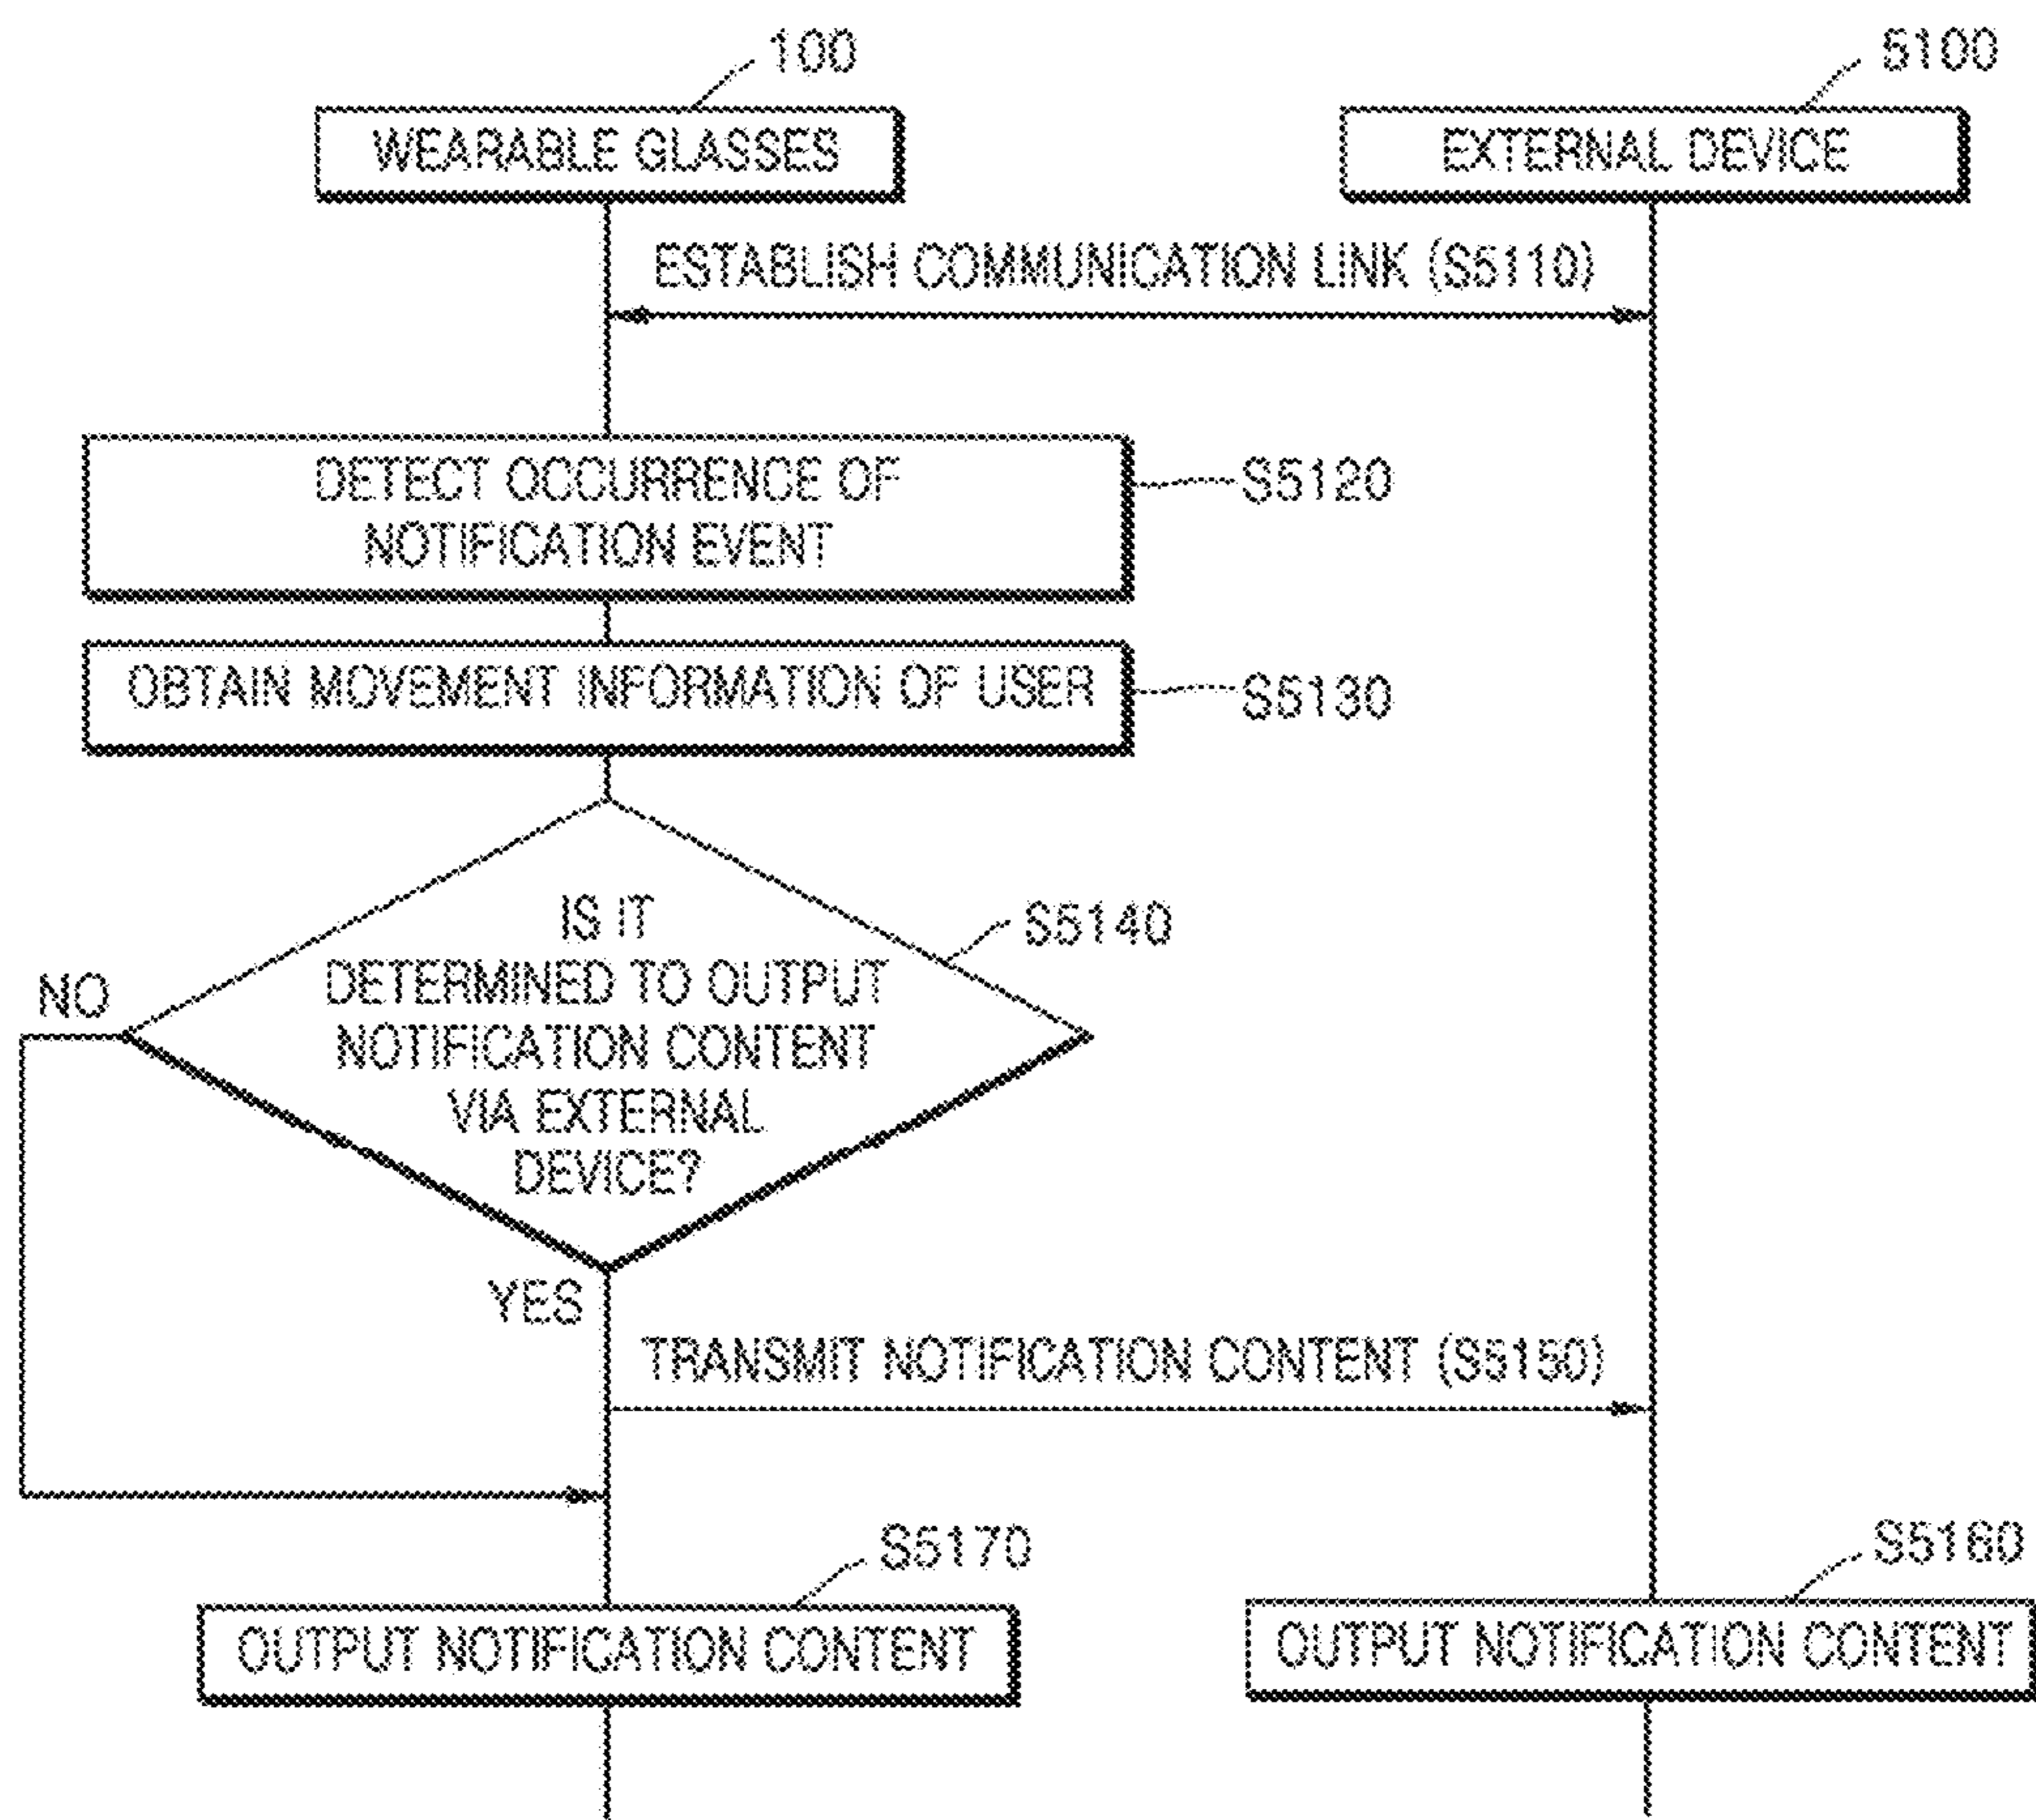 100
5100
WEARABLE GLASSES
EXTERNAL DEVICE
ESTABLISH COMMUNICATION LINK (S5110)
DETECT OCCURRENCE OF
NOTIFICATION EVENT
S5120
OBTAIN MOVEMENT INFORMATION OF USER
S5130
IS IT
DETERMINED TO OUTPUT
NOTIFICATION CONTENT
VIA EXTERNAL
DEVICE?
S5140
NO
YES
TRANSMIT NOTIFICATION CONTENT (S5150)
S5170
S5160
OUTPUT NOTIFICATION CONTENT
OUTPUT NOTIFICATION CONTENT